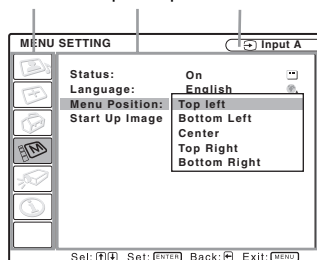 MENU SETTING Input A
Status: On
Language: English
Menu Position: Top left
Start Up Image Bottom Left
Center
Top Right
Bottom Right
Sel: Set: ENTER Back: Exit: MENU